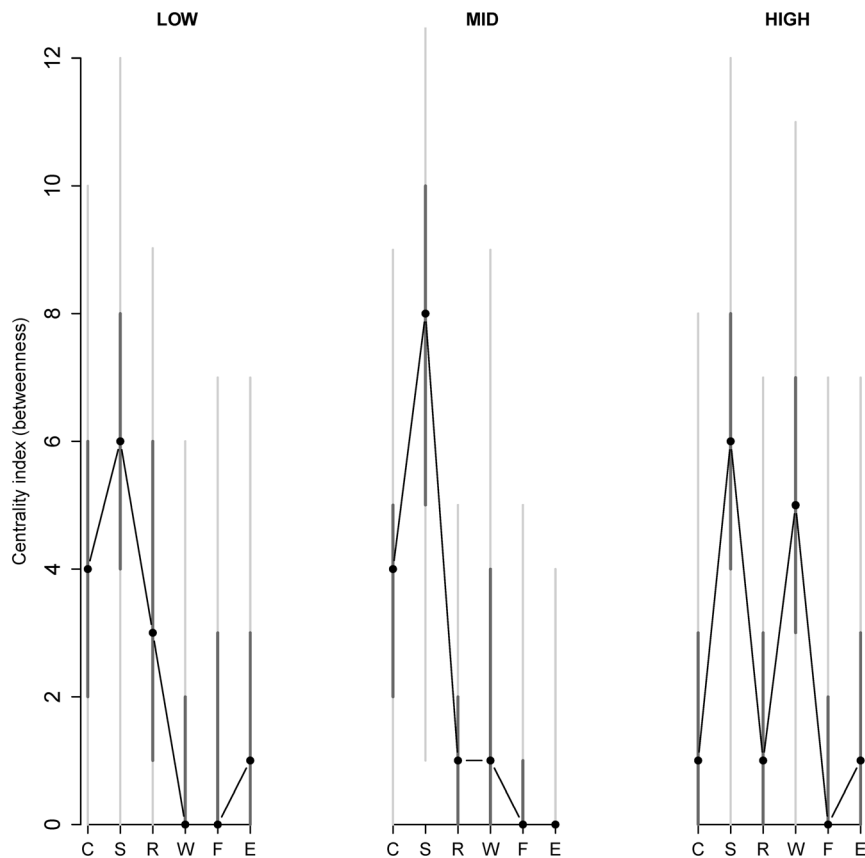 LOW MID HIGH
Centrality index (betweenness)
12
10
8
6
4
2
0
C S R W F E C S R W F E C S R W F E